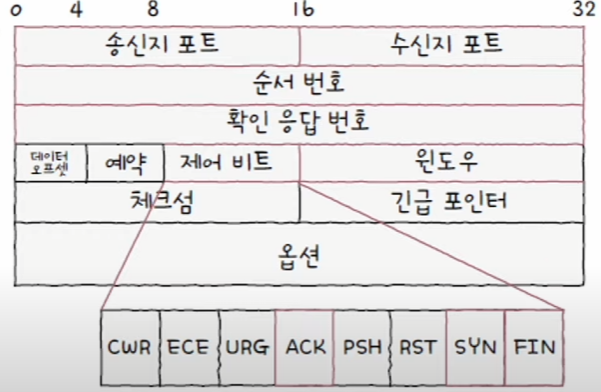 0 4 8 16 32
송신지 포트 수신지 포트
순서 번호
확인 응답 번호
데이터
오프셋
예약 제어 비트 윈도우
체크섬 긴급 포인터
옵션
CWR ECE URG ACK PSH RST SYN FIN